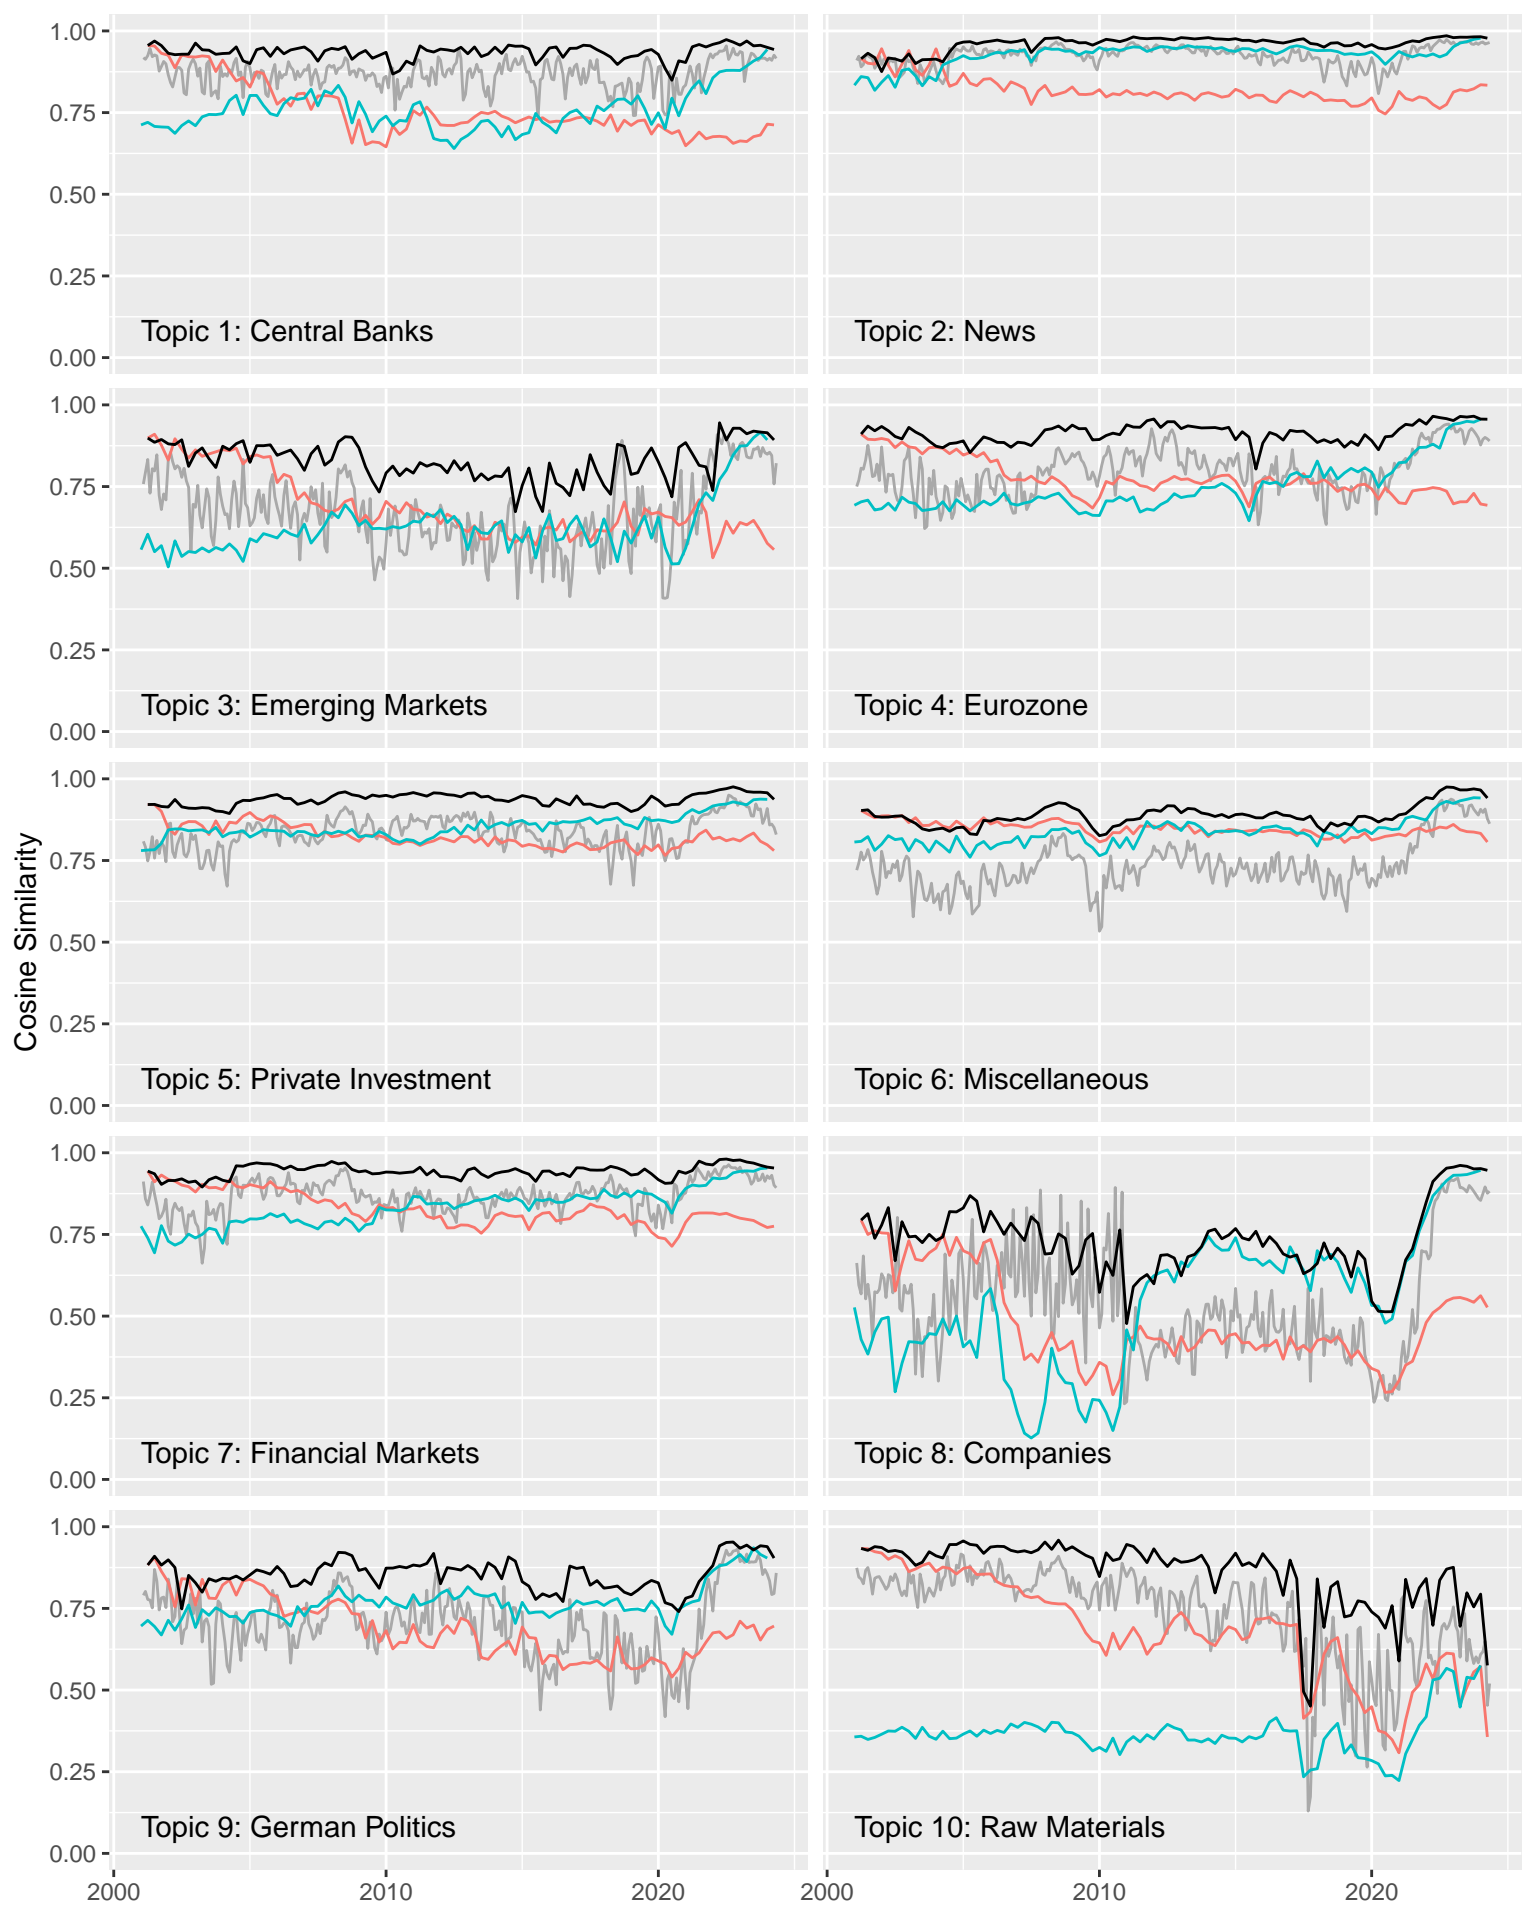 Cosine Similarity
1.00
0.75
0.50
0.25
0.00
Topic 1: Central Banks
Topic 2: News
1.00
0.75
0.50
0.25
0.00
Topic 3: Emerging Markets
Topic 4: Eurozone
1.00
0.75
0.50
0.25
0.00
Topic 5: Private Investment
Topic 6: Miscellaneous
1.00
0.75
0.50
0.25
0.00
Topic 7: Financial Markets
Topic 8: Companies
1.00
0.75
0.50
0.25
0.00
Topic 9: German Politics
Topic 10: Raw Materials
2000 2010 2020
2000 2010 2020